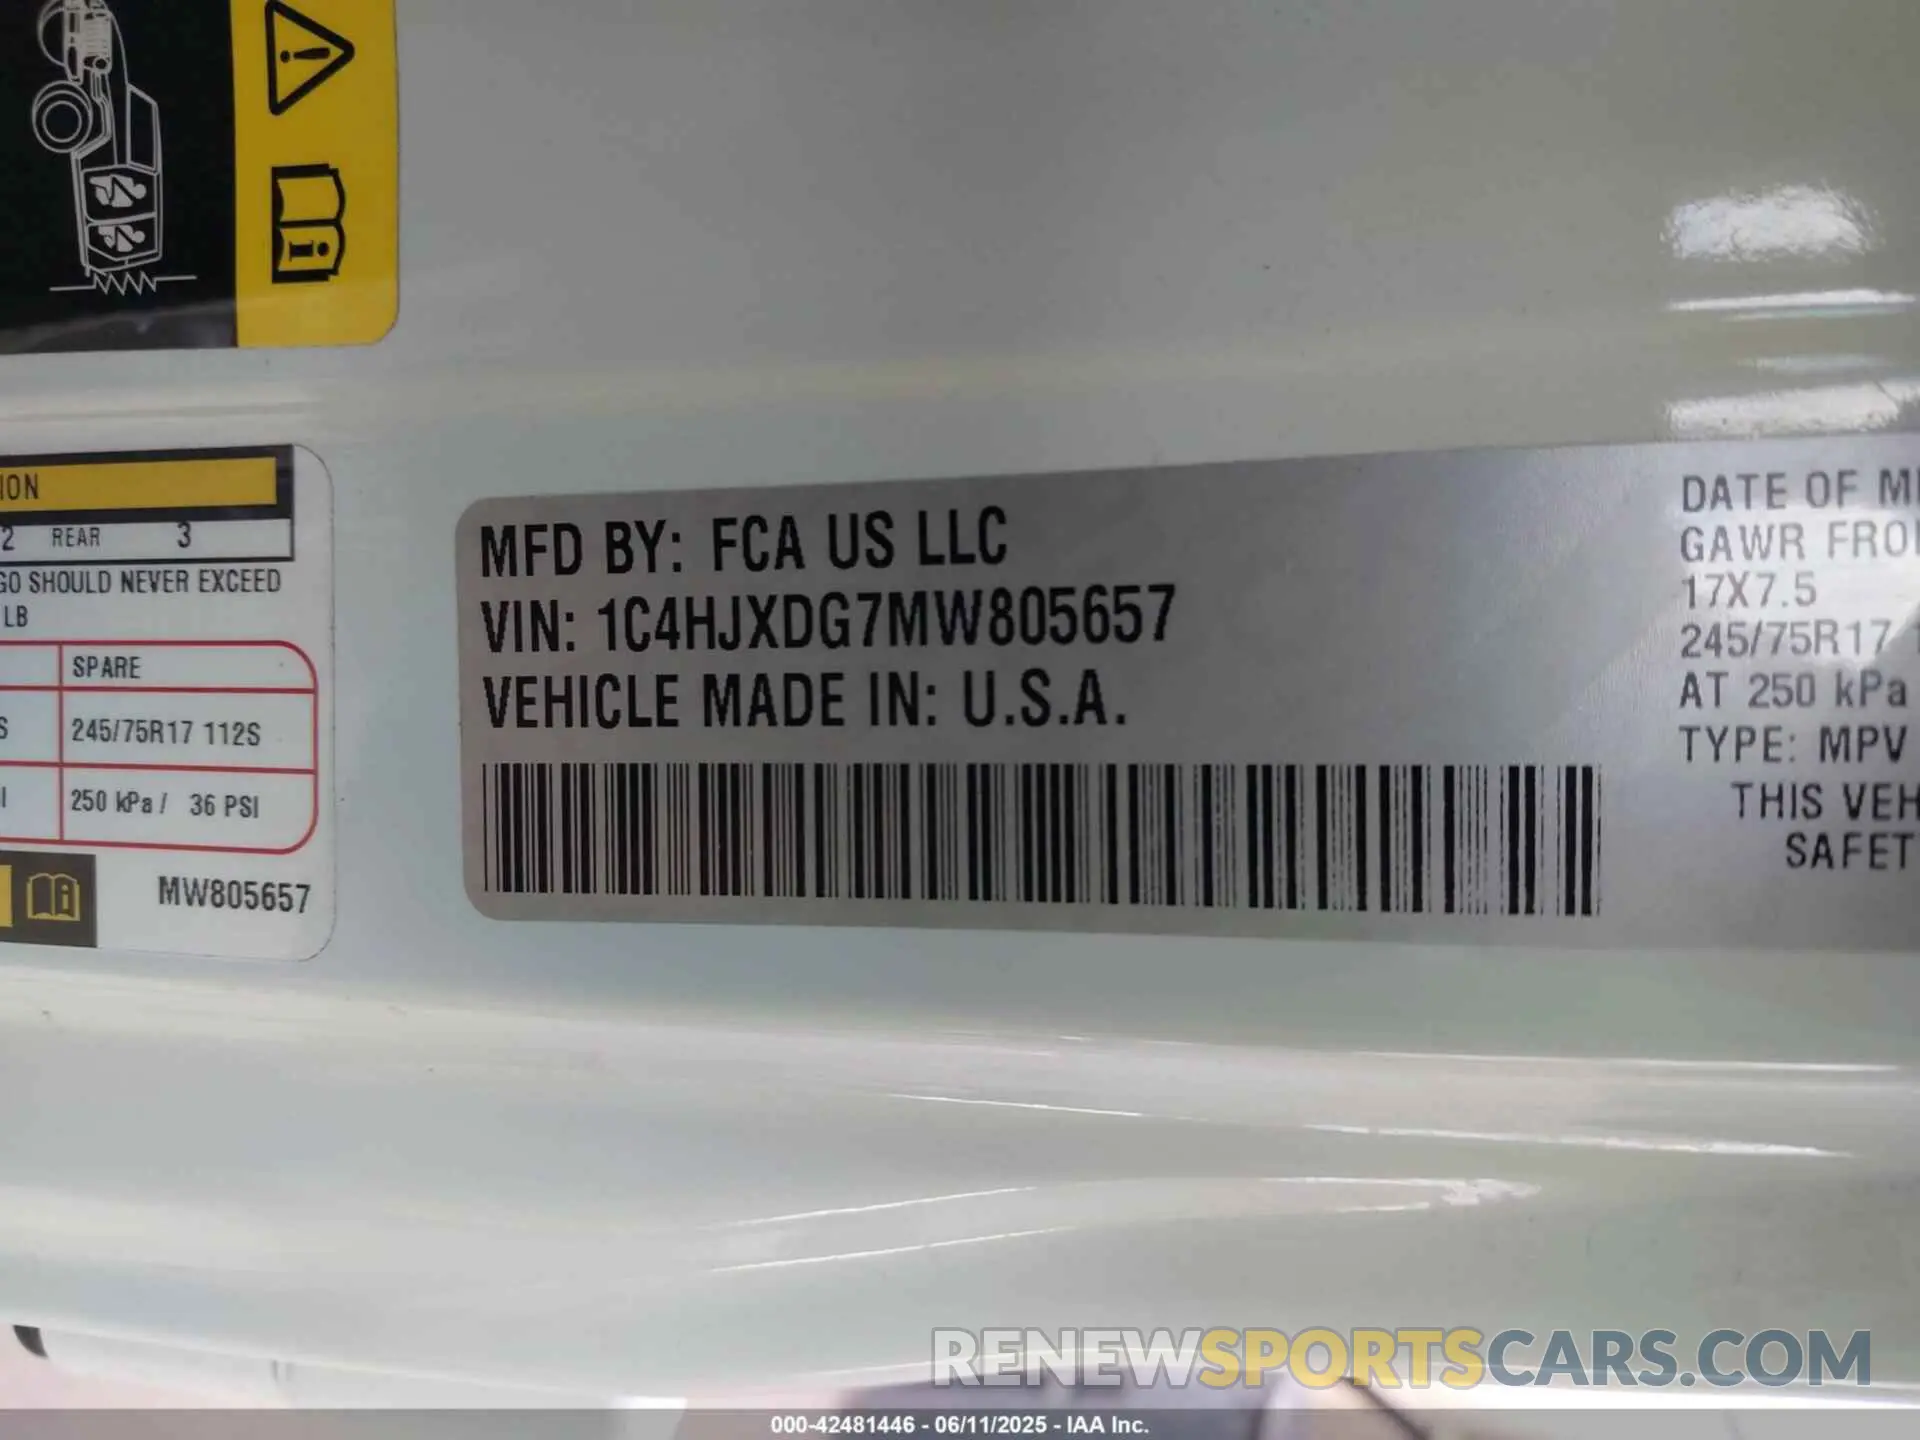 ION
2 REAR 3
GO SHOULD NEVER EXCEED
LB
SPARE
S 245/75R17 112S
I 250 kPa / 36 PSI
MW805657
MFD BY: FCA US LLC
VIN: 1C4HJXDG7MW805657
VEHICLE MADE IN: U.S.A.
DATE OF M
GAWR FRO
17X7.5
245/75R17 1
AT 250 kPa
TYPE: MPV
THIS VEH
SAFET
RENEWSPORTSCARS.COM
000-42481446 - 06/11/2025 - IAA Inc.